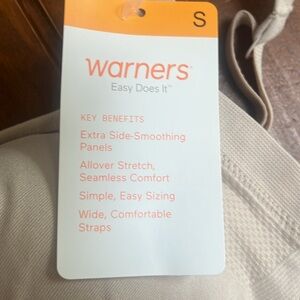 S
warners®
Easy Does It™
KEY BENEFITS
Extra Side-Smoothing
Panels
Allover Stretch,
Seamless Comfort
Simple, Easy Sizing
Wide, Comfortable
Straps